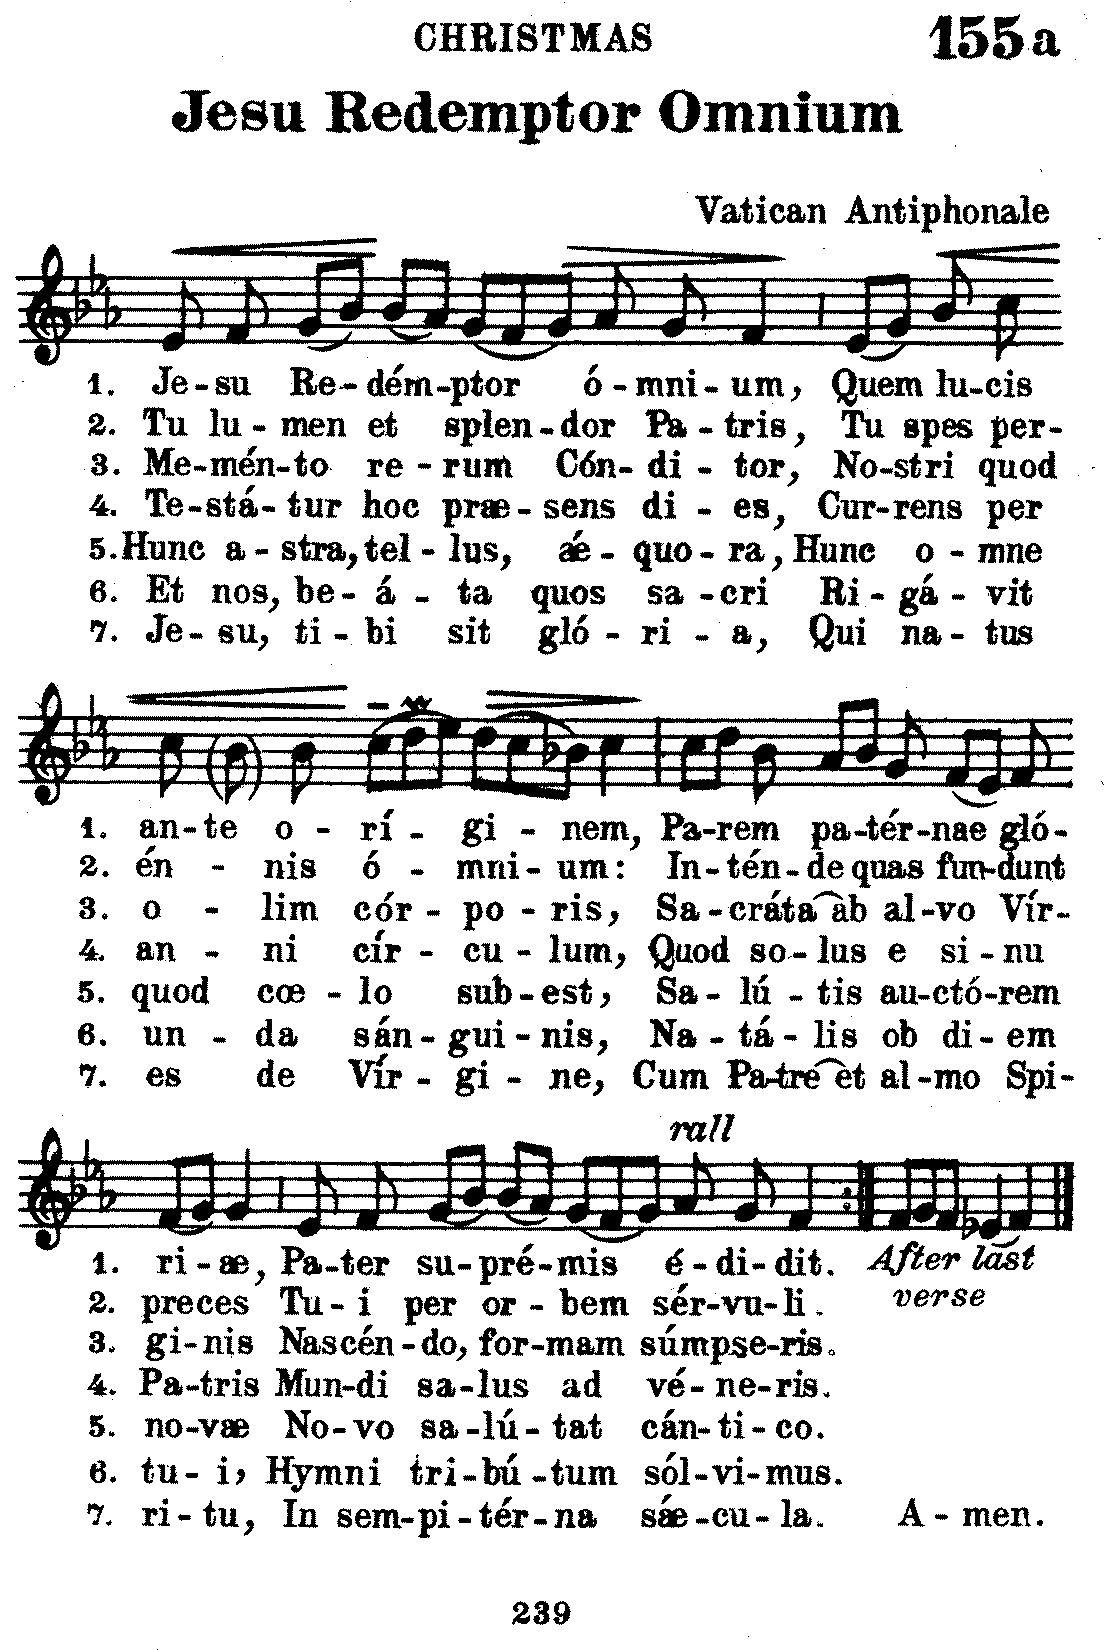 CHRISTMAS 155a
Jesu Redemptor Omnium
Vatican Antiphonale
1. Je-su Re-dém-ptor ó-mni-um, Quem lu-cis
2. Tu lu-men et splen-dor Pa-tris, Tu spes per-
3. Me-mén-to re-rum Cón-di-tor, No-stri quod
4. Te-stá-tur hoc præ-sens di-es, Cur-rens per
5. Hunc a-stra, tel-lus, ǽ-quo-ra, Hunc o-mne
6. Et nos, be-á-ta quos sa-cri Ri-gá-vit
7. Je-su, ti-bi sit gló-ri-a, Qui na-tus
1. an-te o-rí-gi-nem, Pa-rem pa-tér-nae gló-
2. én-nis ó-mni-um: In-tén-de quas fun-dunt
3. o-lim cór-po-ris, Sa-cráta ab al-vo Vír-
4. an-ni cír-cu-lum, Quod so-lus e si-nu
5. quod cœ-lo sub-est, Sa-lú-tis au-ctó-rem
6. un-da sán-gui-nis, Na-tá-lis ob di-em
7. es de Vír-gi-ne, Cum Pa-tre et al-mo Spi-
rall
1. ri-æ, Pa-ter su-pré-mis é-di-dit. After last
2. preces Tu-i per or-bem sér-vu-li. verse
3. gi-nis Nascén-do, for-mam súmpse-ris.
4. Pa-tris Mun-di sa-lus ad vé-ne-ris.
5. no-væ No-vo sa-lú-tat cán-ti-co.
6. tu-i, Hymni tri-bú-tum sól-vi-mus.
7. ri-tu, In sem-pi-tér-na sǽ-cu-la. A-men.
239